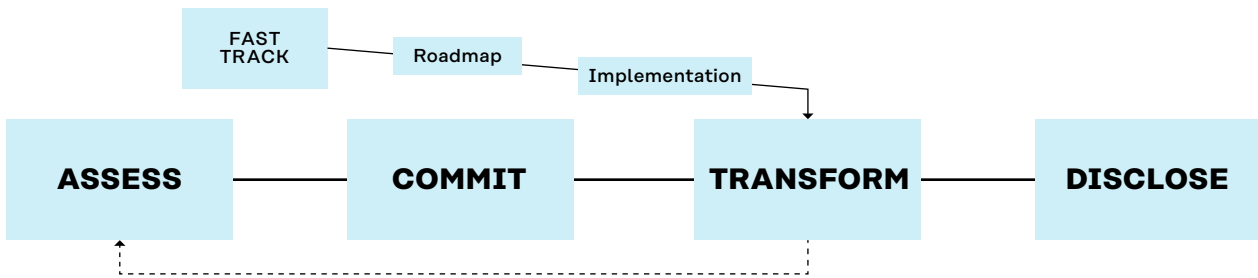 FAST
TRACK
Roadmap
Implementation
ASSESS
COMMIT
TRANSFORM
DISCLOSE